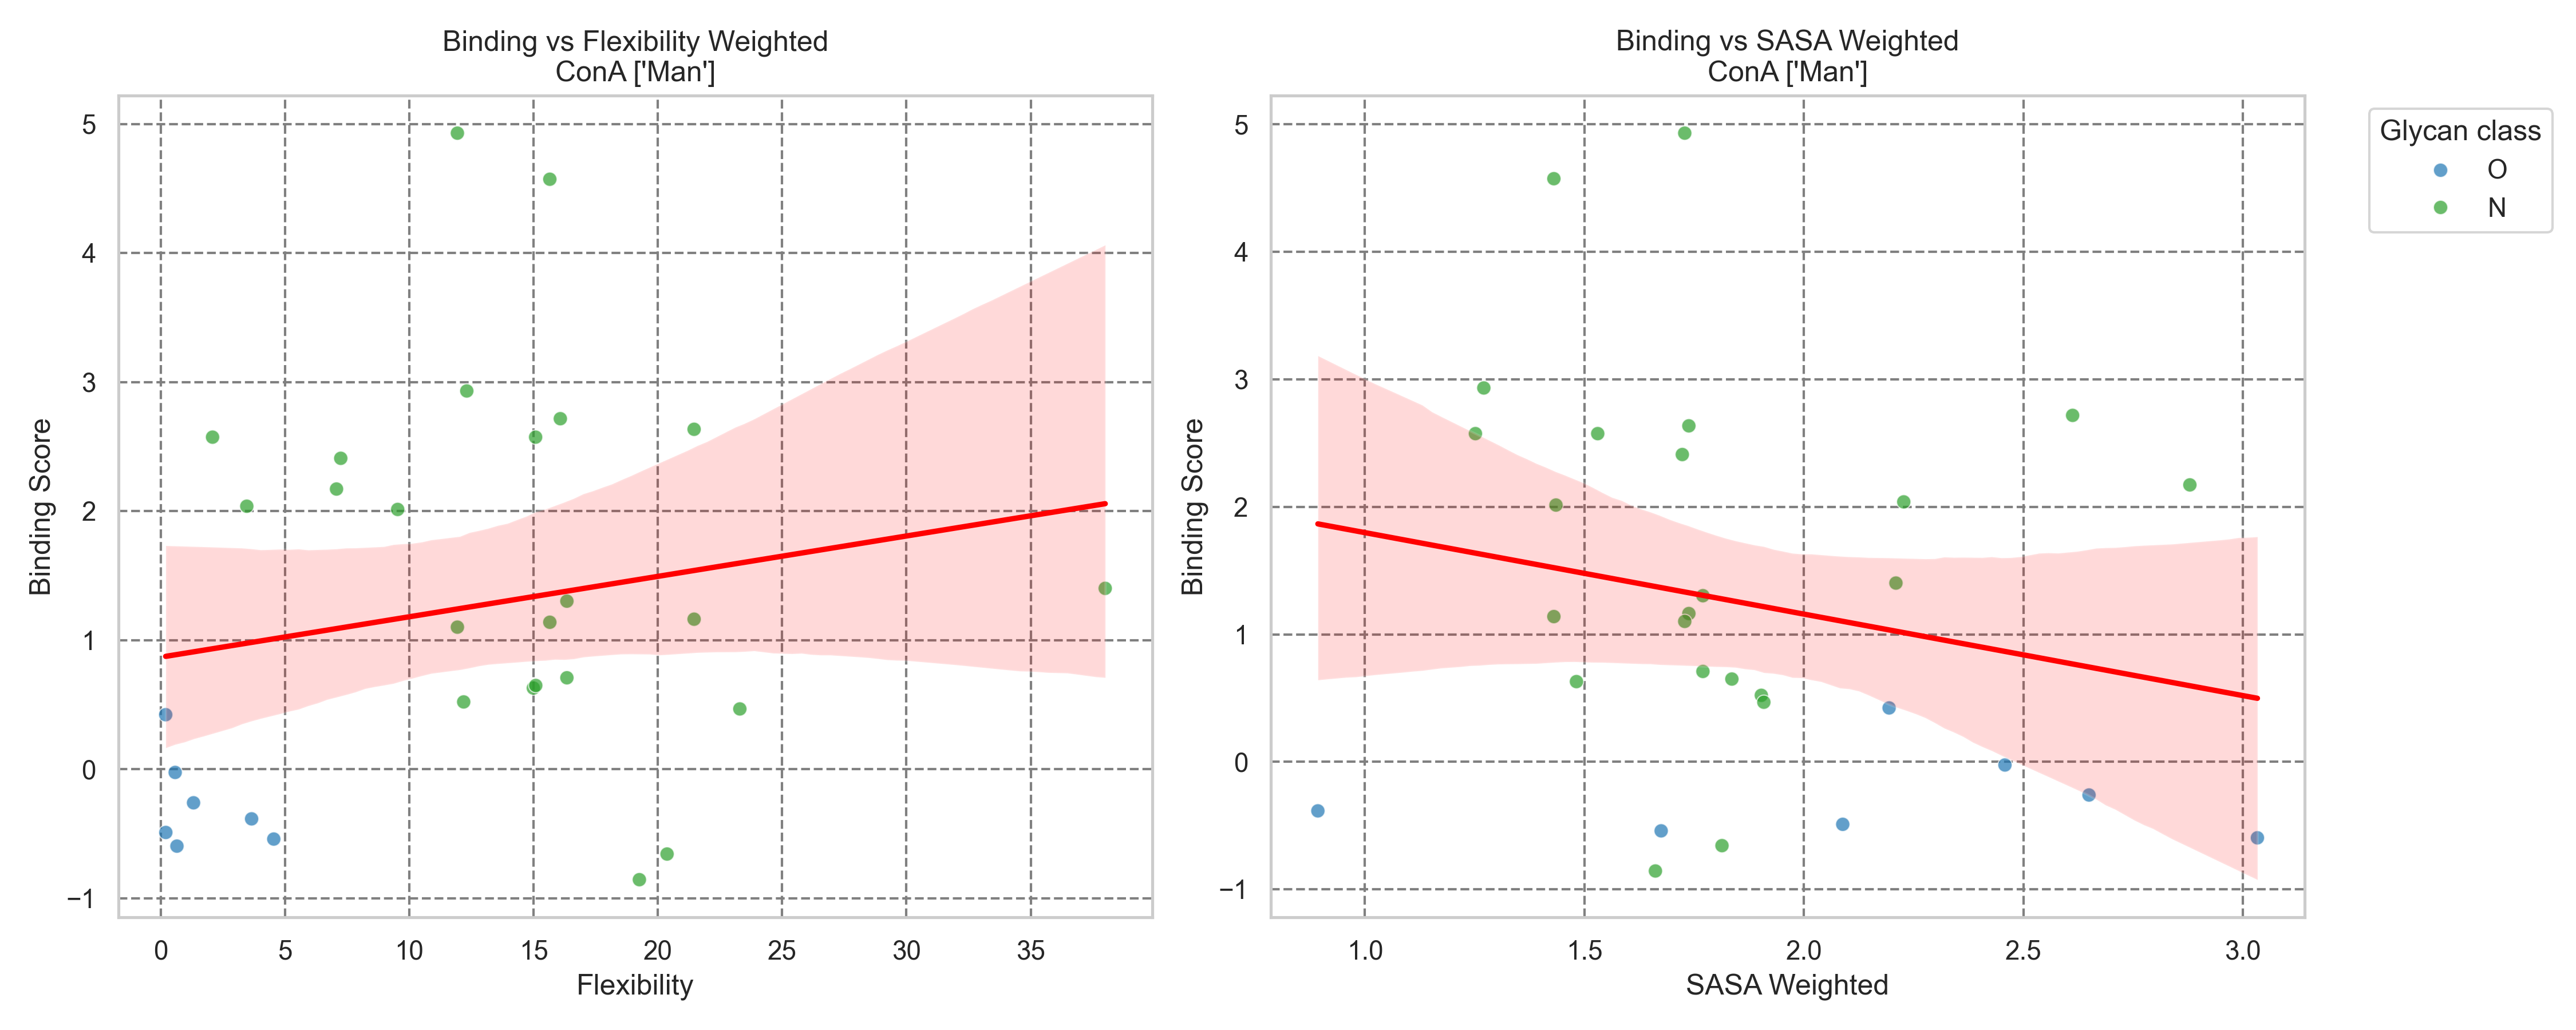 Binding vs Flexibility Weighted
ConA ['Man']
Binding Score
5
4
3
2
1
0
−1
0 5 10 15 20 25 30 35
Flexibility
Binding vs SASA Weighted
ConA ['Man']
Binding Score
5
4
3
2
1
0
−1
1.0 1.5 2.0 2.5 3.0
SASA Weighted
Glycan class
O
N